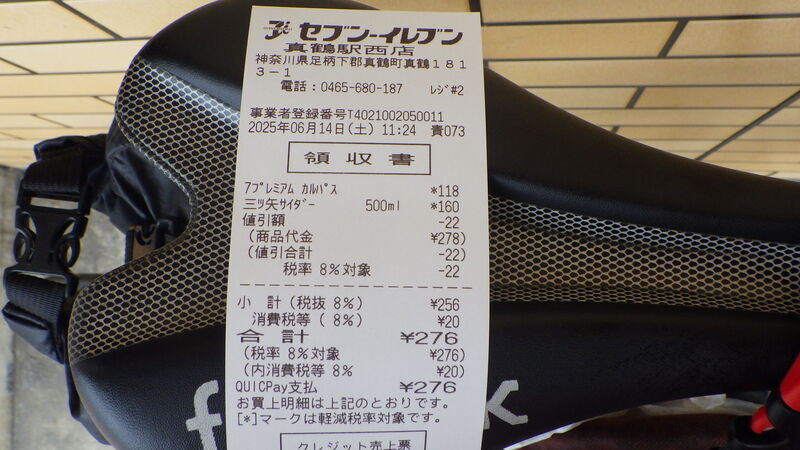 セブン-イレブン
真鶴駅西店
神奈川県足柄下郡真鶴町真鶴181
3-1
電話:0465-680-187 レジ#2
事業者登録番号T4021002050011
2025年06月14日(土) 11:24 責073
領収書
7プレミアム カルパス *118
三ツ矢サイダー 500ml *160
値引額 -22
(商品代金 ¥278)
(値引合計 -22)
税率 8%対象 -22
小 計(税抜 8%) ¥256
消費税等( 8%) ¥20
合 計 ¥276
(税率 8%対象 ¥276)
(内消費税等 8% ¥20)
QUICPay支払 ¥276
お買上明細は上記のとおりです。
[*]マークは軽減税率対象です。
クレジット売上票
f
k